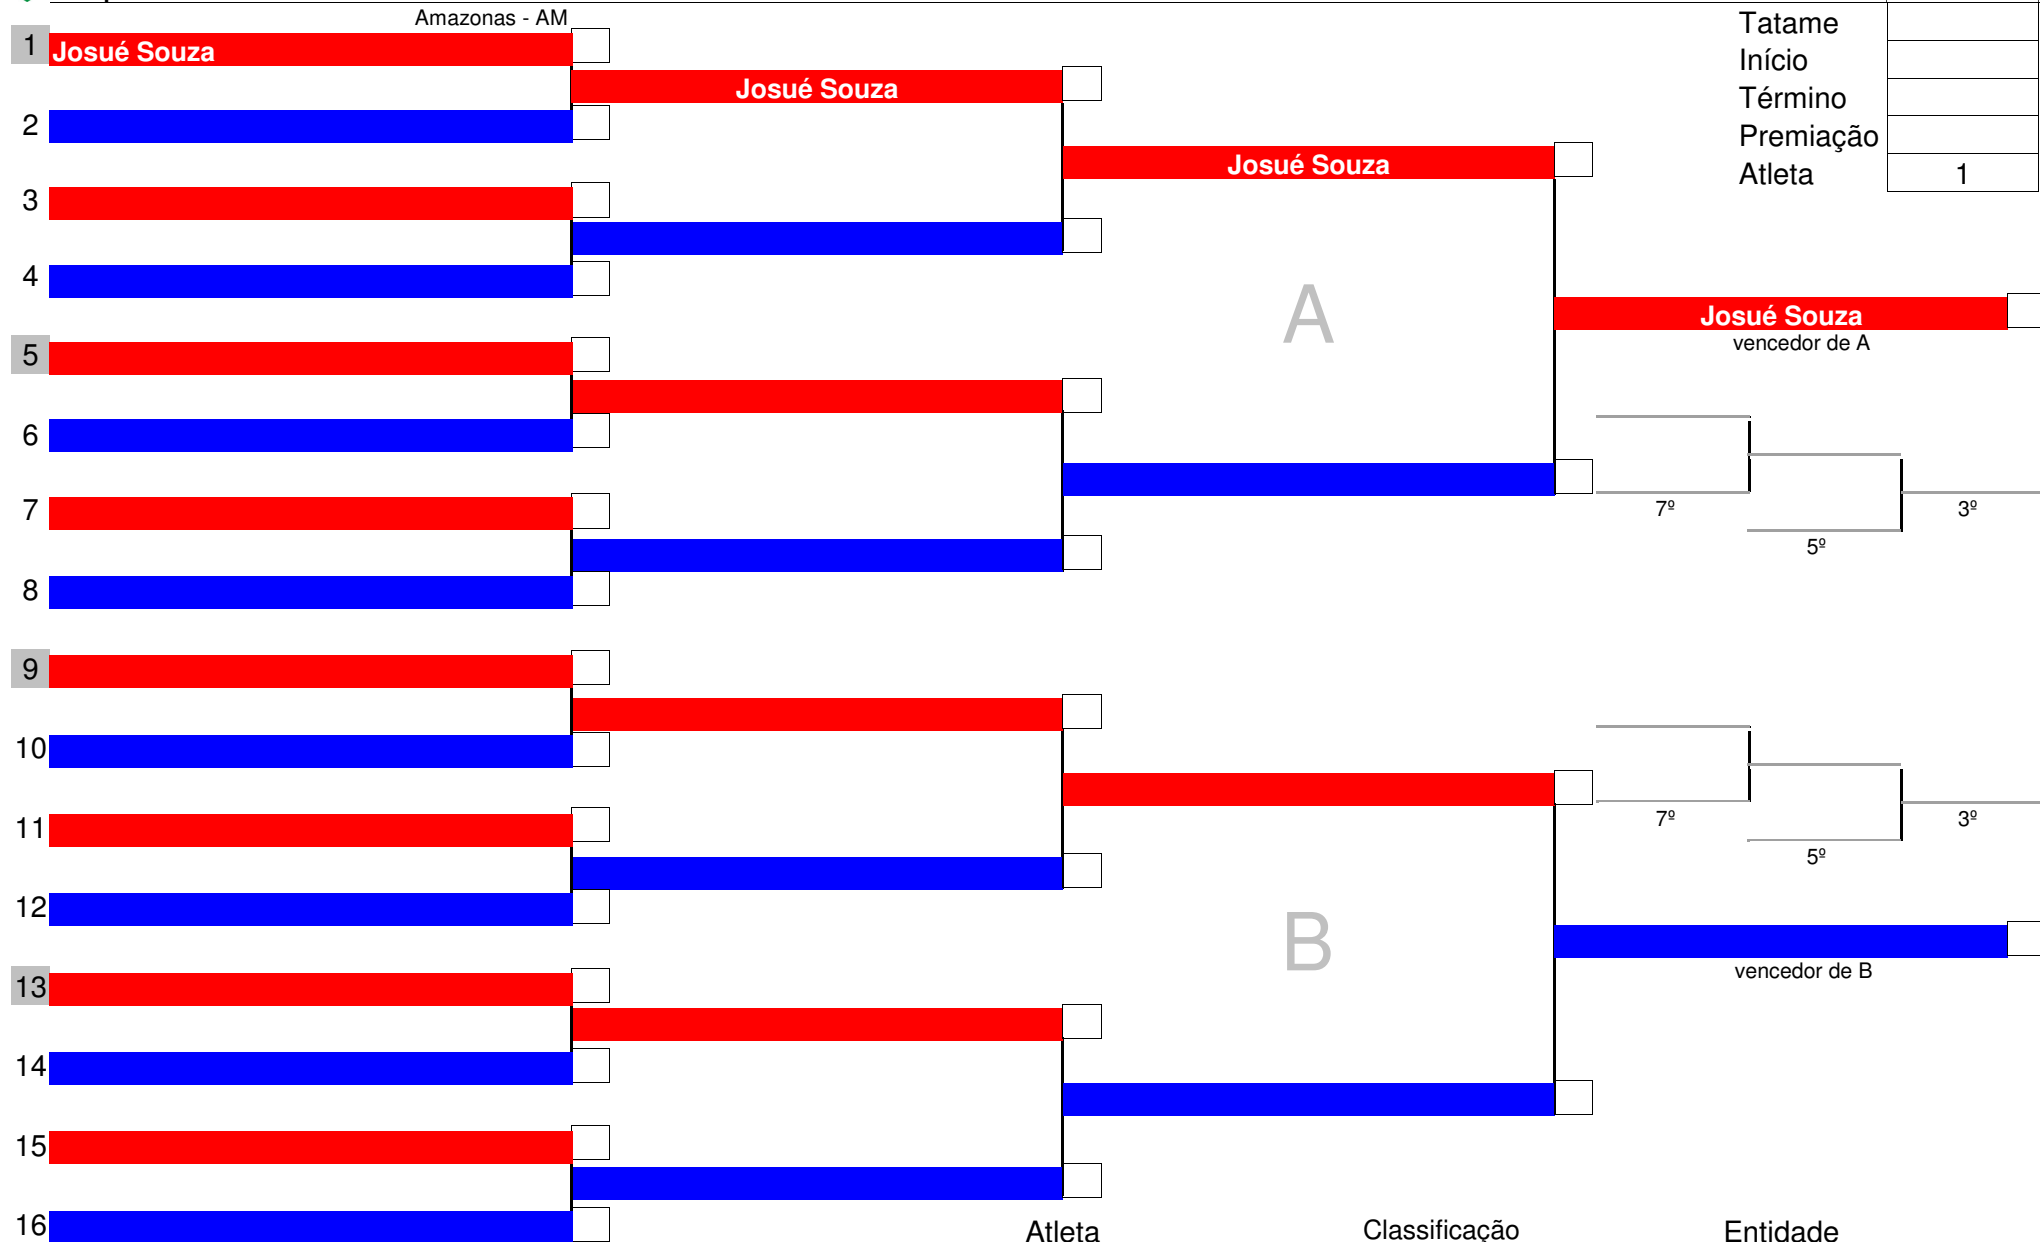 Amazonas - AM
Tatame
1
Josué Souza
Início
Josué Souza
Término
2
Premiação
Josué Souza
Atleta 1
3
4
Josué Souza
A
vencedor de A
5
6
7
7º
3º
5º
8
9
10
11
7º
3º
5º
12
B
vencedor de B
13
14
15
16
Atleta
Classificação
Entidade